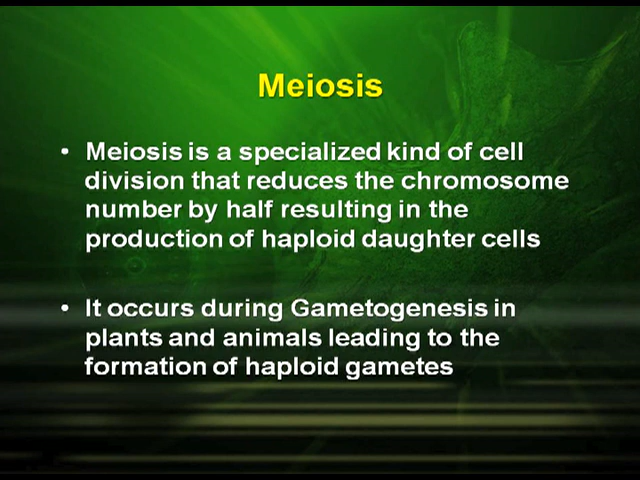 Meiosis
• Meiosis is a specialized kind of cell
division that reduces the chromosome
number by half resulting in the
production of haploid daughter cells
• It occurs during Gametogenesis in
plants and animals leading to the
formation of haploid gametes